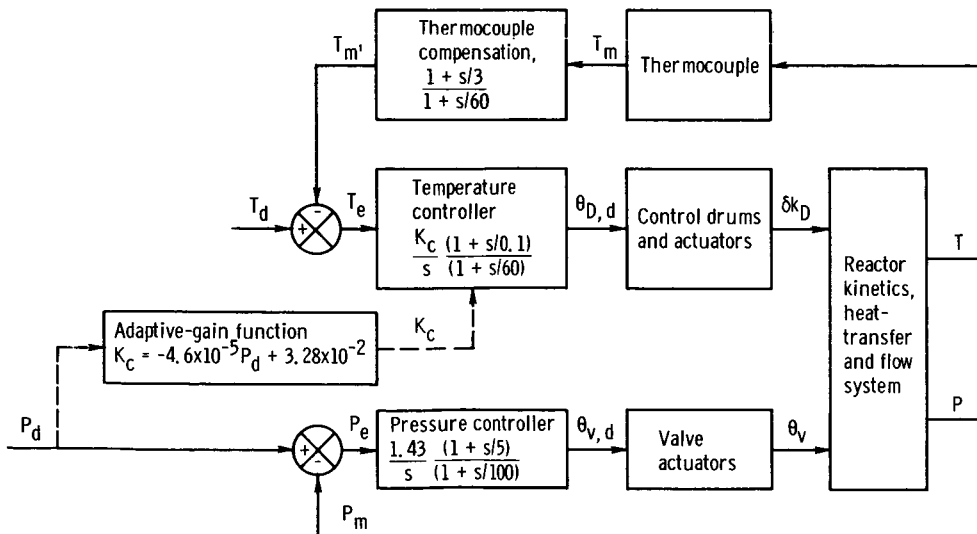 Thermocouple
compensation,
1 + s/3
1 + s/60
T_m'
T_m
Thermocouple
T_d
+
-
T_e
Temperature
controller
K_c/s (1 + s/0.1)/(1 + s/60)
θ_D, d
Control drums
and actuators
δk_D
Reactor
kinetics,
heat-
transfer
and flow
system
T
P
Adaptive-gain function
K_c = -4.6x10^-5 P_d + 3.28x10^-2
K_c
P_d
+
-
P_e
P_m
Pressure controller
1.43/s (1 + s/5)/(1 + s/100)
θ_v, d
Valve
actuators
θ_v